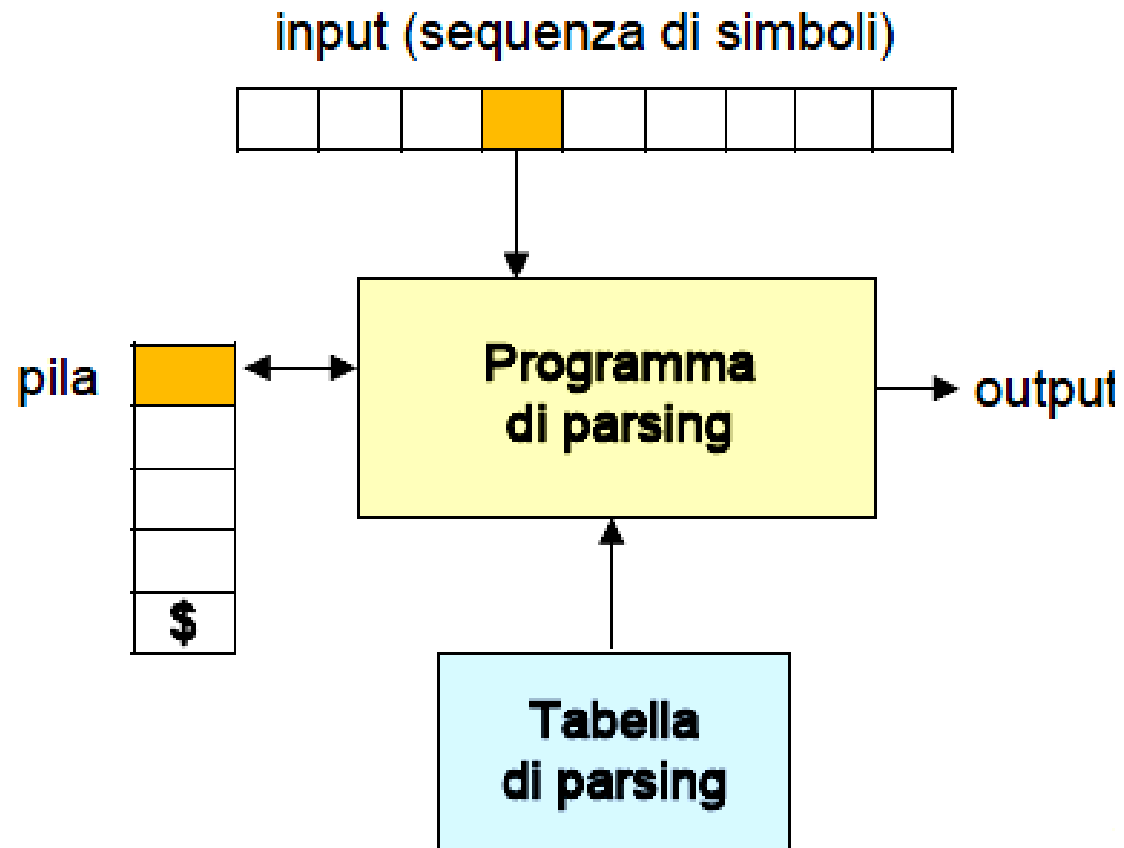 input (sequenza di simboli)
pila
Programma
di parsing
output
$
Tabella
di parsing